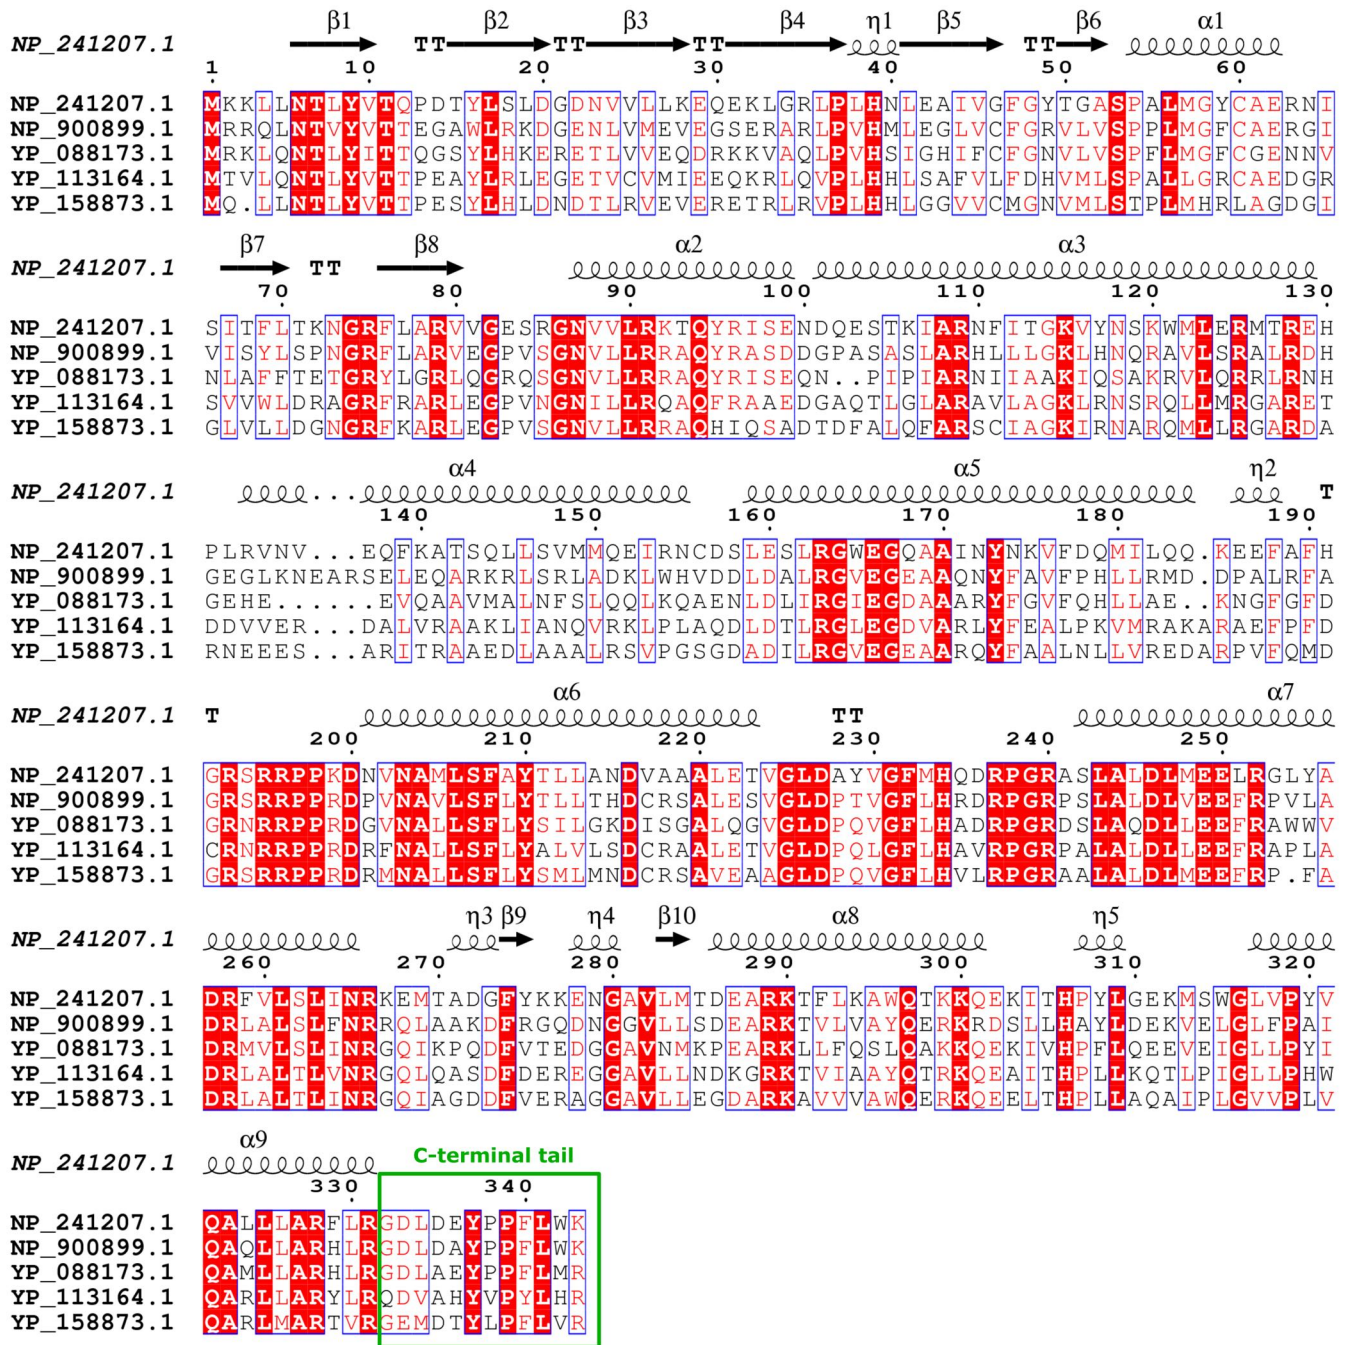 β1 β2 β3 β4 η1 β5 β6 α1
NP_241207.1 TT TT TT TT
1 10 20 30 40 50 60
NP_241207.1 MKKLLNTLYVTQPDTYLSLDGDNVVLLKEQEKLGRLPLHNLEAIVGFGYTGASPALMGYCAERNI
NP_900899.1 MRRQLNTVYVTTEGAWLRKDGENLVMEVEGSERARLPVHMLEGLVCFGRVLVSPPLMGFCAERGI
YP_088173.1 MRKLQNTLYITTQGSYLHKERETLVVEQDRKKVAQLPVHSIGHIFCFGNVLVSPFLMGFCGENNV
YP_113164.1 MTVLQNTLYVTTPEAYLRLEGETVCVMIEEQKRLQVPLHHLSAFVLFDHVMLSPALLGRCAEDGR
YP_158873.1 MQ.LLNTLYVTTPESYLHLDNDTLRVEVERETRLRVPLHHLGGVVCMGNVMLSTPLMHRLAGDGI
β7 β8 α2 α3
NP_241207.1 TT
70 80 90 100 110 120 130
NP_241207.1 SITFLTKNGRFLARVVGESRGNVVLRKTQYRISENDQESTKIARNFITGKVYNSKWMLERMTREH
NP_900899.1 VISYLSPNGRFLARVEGPVSGNVLLRRAQYRASDDGPASASLARHLLLGKLHNQRAVLSRALRDH
YP_088173.1 NLAFFTETGRYLGRLQGRQSGNVLLRRAQYRISEQN..PIPIARNIIAAKIQSAKRVLQRRLRNH
YP_113164.1 SVVWLDRAGRFRARLEGPVNGNILLRQAQFRAAEDGAQTLGLARAVLAGKLRNSRQLLMRGARET
YP_158873.1 GLVLLDGNGRFKARLEGPVSGNVLLRRAQHIQSADTDFALQFARSCIAGKIRNARQMLLRGARDA
α4 α5 η2
NP_241207.1 ... T
140 150 160 170 180 190
NP_241207.1 PLRVNV...EQFKATSQLLSVMMQEIRNCDSLESLRGWEGQAAINYNKVFDQMILQQ.KEEFAFH
NP_900899.1 GEGLKNEARSELEQARKRLSRLADKLWHVDDLDALRGVEGEAAQNYFAVFPHLLRMD.DPALRFA
YP_088173.1 GEHE......EVQAAVMALNFSLQQLKQAENLDLIRGIEGDAAARYFGVFQHLLAE..KNGFGFD
YP_113164.1 DDVVER...DALVRAAKLIANQVRKLPLAQDLDTLRGLEGDVARLYFEALPKVMRAKARAEFPFD
YP_158873.1 RNEEES...ARITRAAEDLAAALRSVPGSGDADILRGVEGEAARQYFAALNLLVREDARPVFQMD
α6 α7
NP_241207.1 T TT
200 210 220 230 240 250
NP_241207.1 GRSRRPPKDNVNAMLSFAYTLLANDVAAALETVGLDAYVGFMHQDRPGRASLALDLMEELRGLYA
NP_900899.1 GRSRRPPRDPVNAVLSFLYTLLTHDCRSALESVGLDPTVGFLHRDRPGRPSLALDLVEEFRPVLA
YP_088173.1 GRNRRPPRDGVNALLSFLYSILGKDISGALQGVGLDPQVGFLHADRPGRDSLAQDLLEEFRAWWV
YP_113164.1 CRNRRPPRDRFNALLSFLYALVLSDCRAALETVGLDPQLGFLHAVRPGRPALALDLLEEFRAPLA
YP_158873.1 GRSRRPPRDRMNALLSFLYSMLMNDCRSAVEAAGLDPQVGFLHVLRPGRAALALDLMEEFRP.FA
η3 β9 η4 β10 α8 η5
NP_241207.1
260 270 280 290 300 310 320
NP_241207.1 DRFVLSLINRKEMTADGFYKKENGAVLMTDEARKTFLKAWQTKKQEKITHPYLGEKMSWGLVPYV
NP_900899.1 DRLALSLFNRRQLAAKDFRGQDNGGVLLSDEARKTVLVAYQERKRDSLLHAYLDEKVELGLFPAI
YP_088173.1 DRMVLSLINRGQIKPQDFVTEDGGAVNMKPEARKLLFQSLQAKKQEKIVHPFLQEEVEIGLLPYI
YP_113164.1 DRLALTLVNRGQLQASDFDEREGGAVLLNDKGRKTVIAAYQTRKQEAITHPLLKQTLPIGLLPHW
YP_158873.1 DRLALTLINRGQIAGDDFVERAGGAVLLEGDARKAVVVAWQERKQEELTHPLLAQAIPLGVVPLV
α9 C-terminal tail
NP_241207.1
330 340
NP_241207.1 QALLLARFLRGDLDEYPPFLWK
NP_900899.1 QAQLLARHLRGDLDAYPPFLWK
YP_088173.1 QAMLLARHLRGDLAEYPPFLMR
YP_113164.1 QARLLARYLRQDVAHYVPYLHR
YP_158873.1 QARLMARTVRGEMDTYLPFLVR